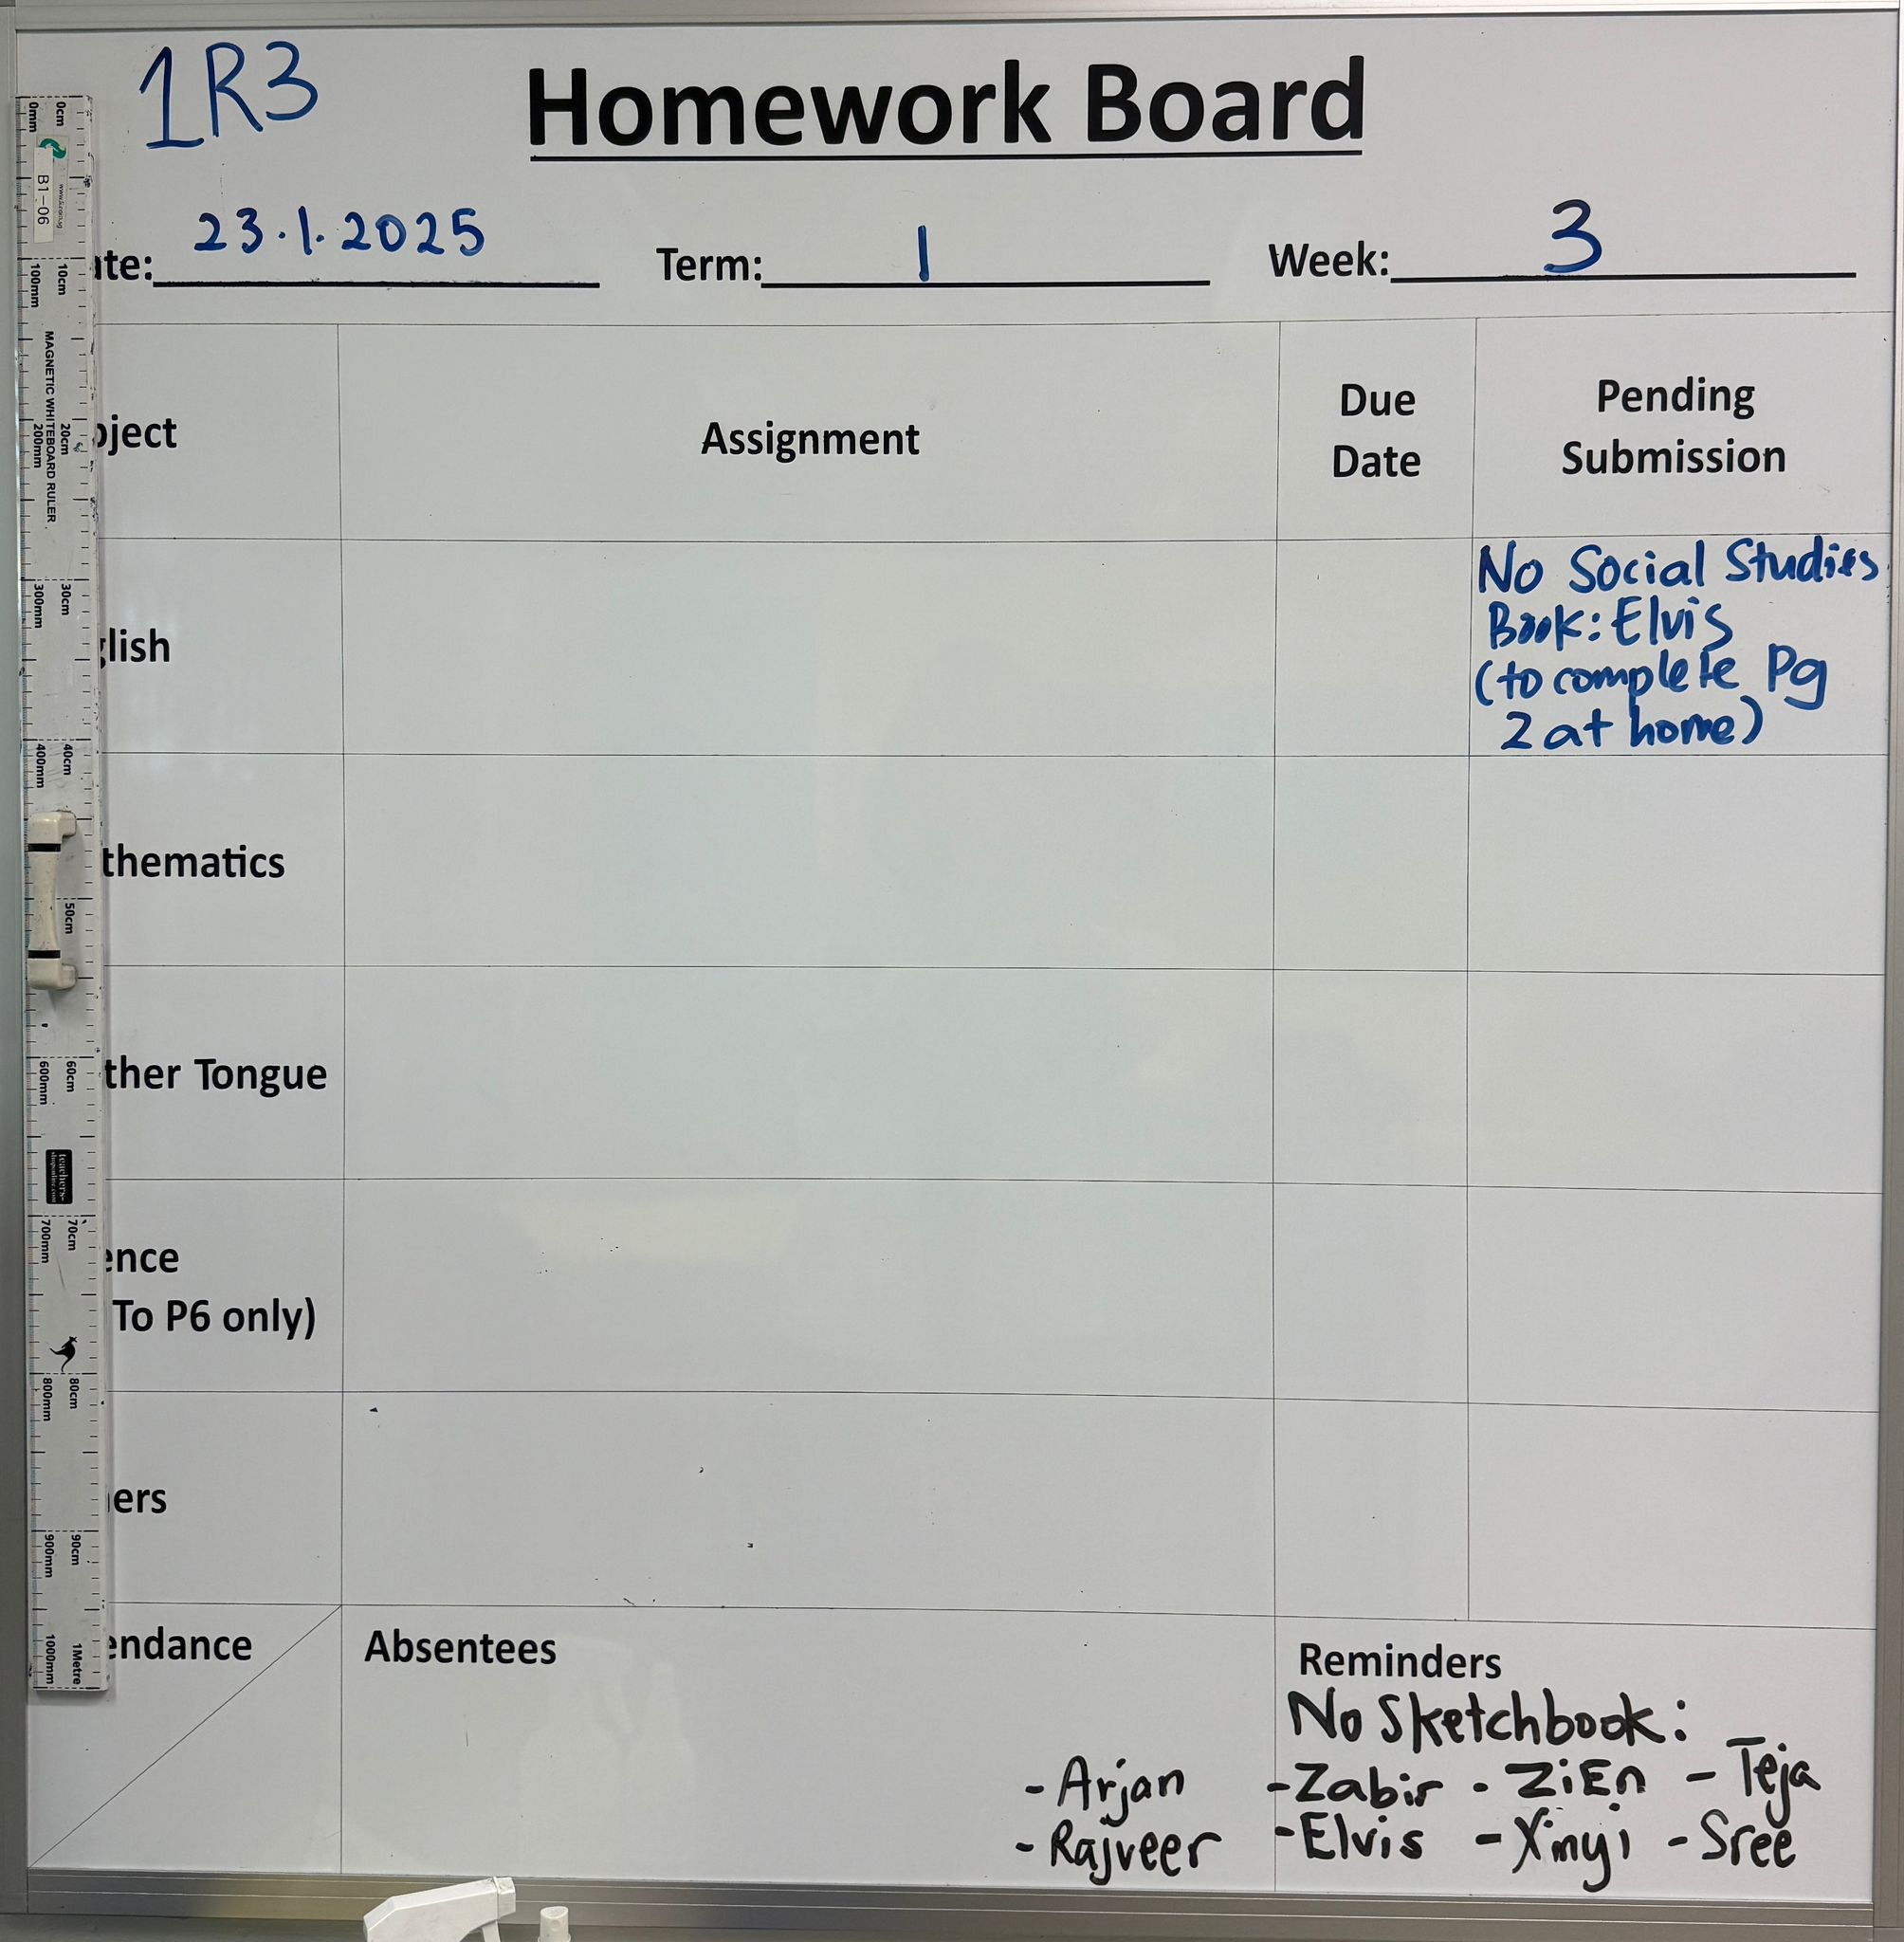 1R3
Homework Board
ate: 23.1.2025 Term: 1 Week: 3
bject Assignment Due Date Pending Submission
glish
No Social Studies
Book: Elvis
(to complete Pg
2 at home)
thematics
ther Tongue
ence
To P6 only)
ers
endance Absentees Reminders
No Sketchbook:
- Arjan - Zabir - ZiEn - Teja
- Rajveer - Elvis - Xinyi - Sree
0mm 0cm
B1-06
100mm 10cm
MAGNETIC WHITEBOARD RULER
200mm 20cm
300mm 30cm
400mm 40cm
50cm
600mm 60cm
teachers-
700mm 70cm
800mm 80cm
900mm 90cm
1000mm 1Metre